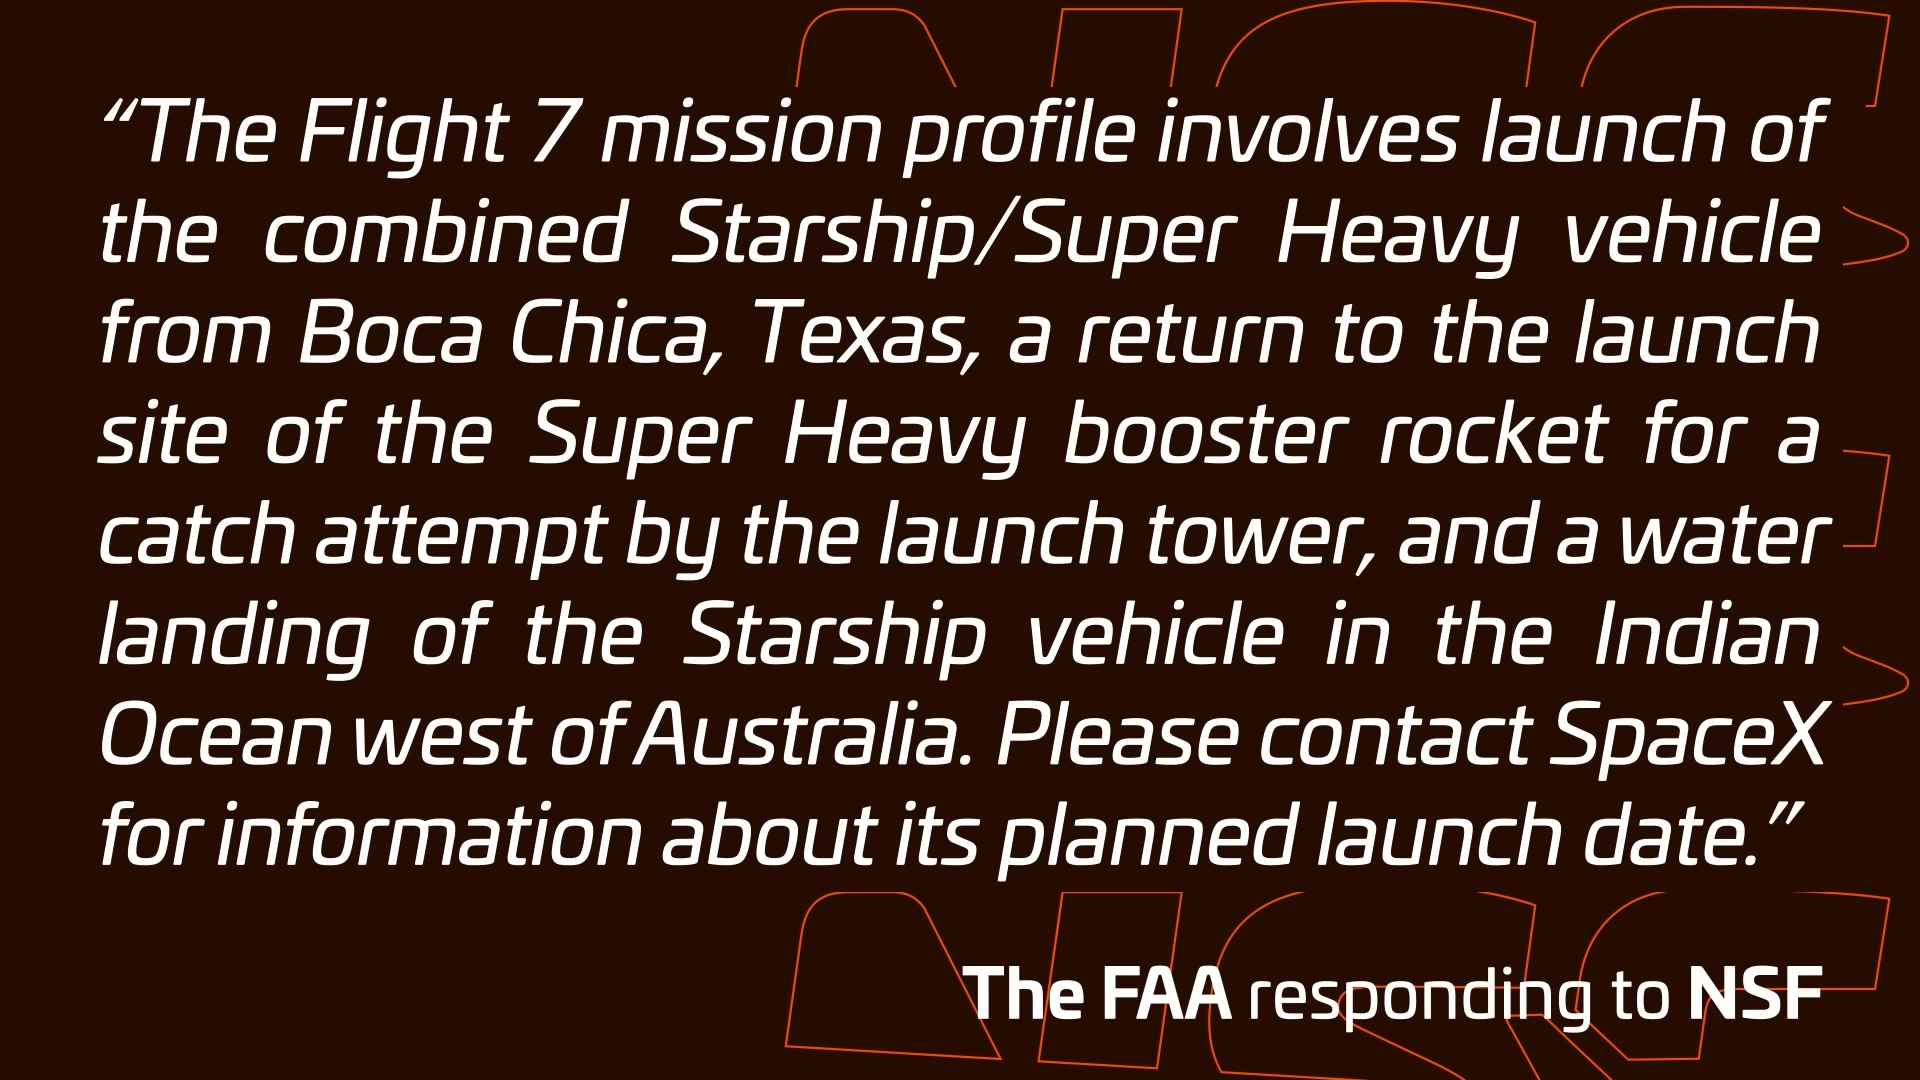 “The Flight 7 mission profile involves launch of
the combined Starship/Super Heavy vehicle
from Boca Chica, Texas, a return to the launch
site of the Super Heavy booster rocket for a
catch attempt by the launch tower, and a water
landing of the Starship vehicle in the Indian
Ocean west of Australia. Please contact SpaceX
for information about its planned launch date.”
The FAA responding to NSF